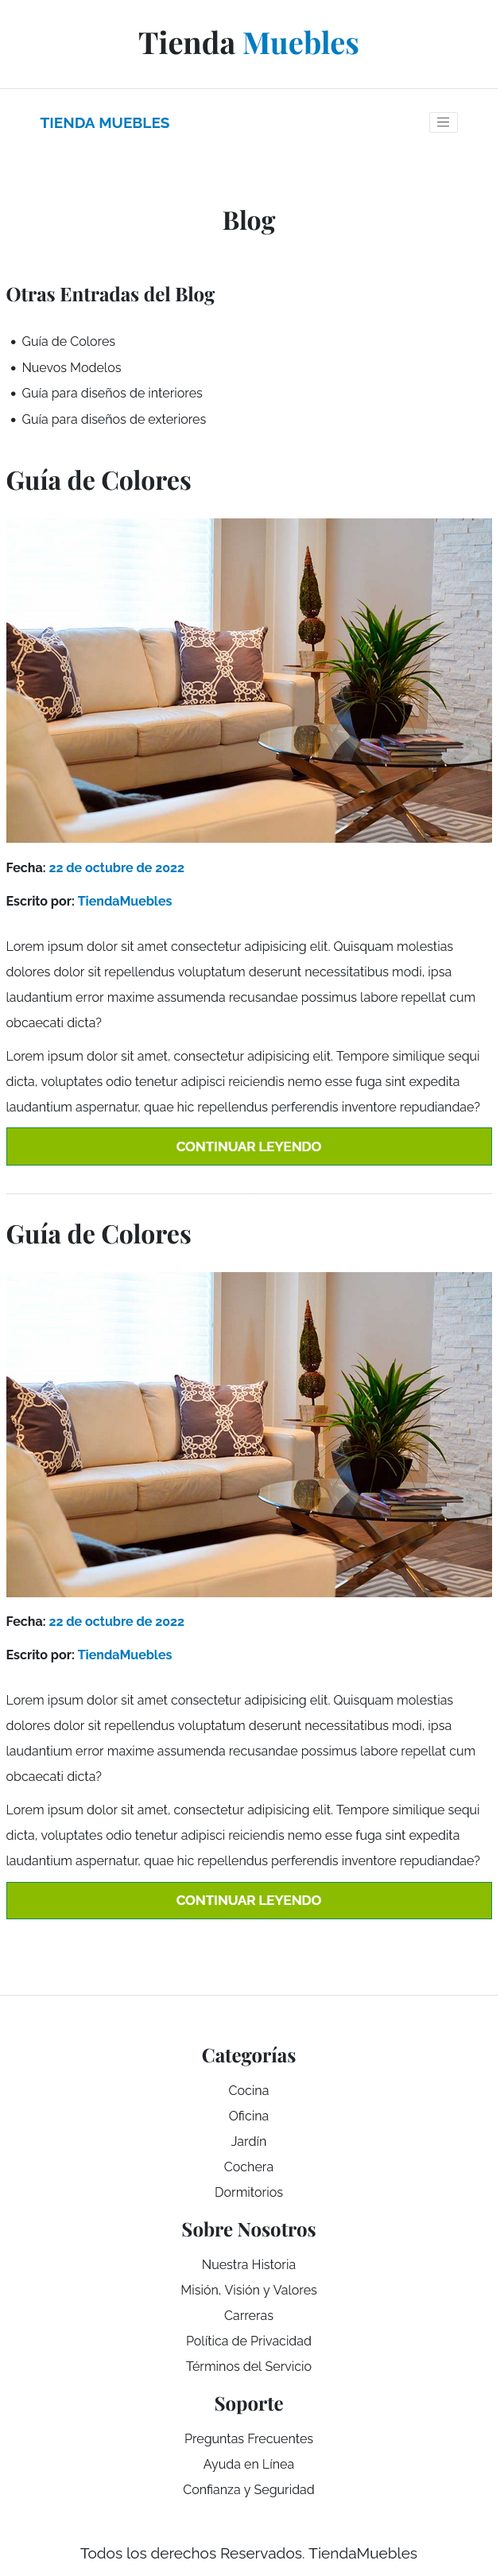 Tienda Muebles
TIENDA MUEBLES
Blog
Otras Entradas del Blog
• Guía de Colores
• Nuevos Modelos
• Guía para diseños de interiores
• Guía para diseños de exteriores
Guía de Colores
Fecha: 22 de octubre de 2022
Escrito por: TiendaMuebles
Lorem ipsum dolor sit amet consectetur adipisicing elit. Quisquam molestias
dolores dolor sit repellendus voluptatum deserunt necessitatibus modi, ipsa
laudantium error maxime assumenda recusandae possimus labore repellat cum
obcaecati dicta?
Lorem ipsum dolor sit amet, consectetur adipisicing elit. Tempore similique sequi
dicta, voluptates odio tenetur adipisci reiciendis nemo esse fuga sint expedita
laudantium aspernatur, quae hic repellendus perferendis inventore repudiandae?
CONTINUAR LEYENDO
Guía de Colores
Fecha: 22 de octubre de 2022
Escrito por: TiendaMuebles
Lorem ipsum dolor sit amet consectetur adipisicing elit. Quisquam molestias
dolores dolor sit repellendus voluptatum deserunt necessitatibus modi, ipsa
laudantium error maxime assumenda recusandae possimus labore repellat cum
obcaecati dicta?
Lorem ipsum dolor sit amet, consectetur adipisicing elit. Tempore similique sequi
dicta, voluptates odio tenetur adipisci reiciendis nemo esse fuga sint expedita
laudantium aspernatur, quae hic repellendus perferendis inventore repudiandae?
CONTINUAR LEYENDO
Categorías
Cocina
Oficina
Jardín
Cochera
Dormitorios
Sobre Nosotros
Nuestra Historia
Misión, Visión y Valores
Carreras
Política de Privacidad
Términos del Servicio
Soporte
Preguntas Frecuentes
Ayuda en Línea
Confianza y Seguridad
Todos los derechos Reservados. TiendaMuebles